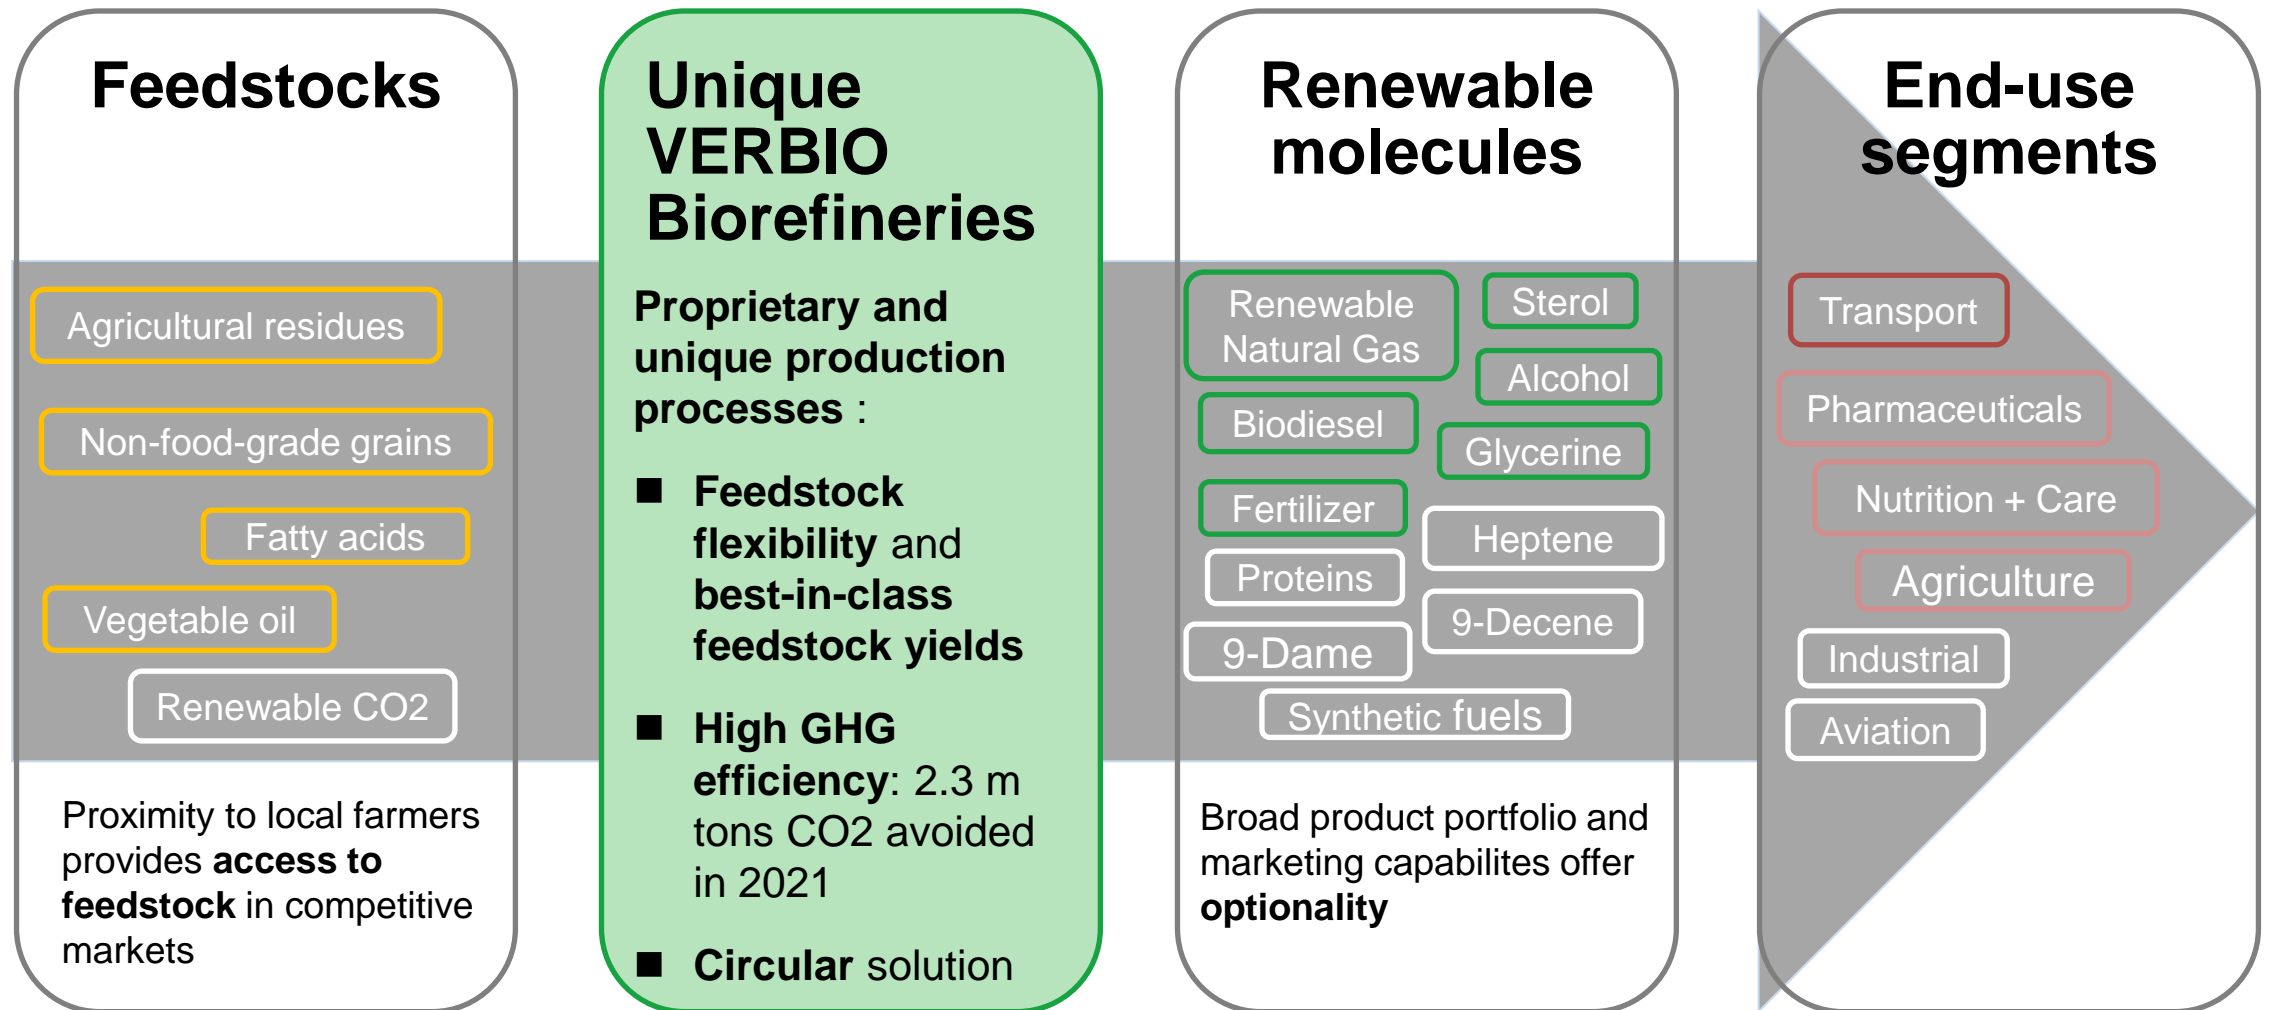 Feedstocks
Agricultural residues
Non-food-grade grains
Fatty acids
Vegetable oil
Renewable CO2
Proximity to local farmers
provides access to
feedstock in competitive
markets
Unique
VERBIO
Biorefineries
Proprietary and
unique production
processes :
■ Feedstock
flexibility and
best-in-class
feedstock yields
■ High GHG
efficiency: 2.3 m
tons CO2 avoided
in 2021
■ Circular solution
Renewable
molecules
Renewable
Natural Gas
Sterol
Alcohol
Biodiesel
Glycerine
Fertilizer
Heptene
Proteins
9-Decene
9-Dame
Synthetic fuels
Broad product portfolio and
marketing capabilites offer
optionality
End-use
segments
Transport
Pharmaceuticals
Nutrition + Care
Agriculture
Industrial
Aviation